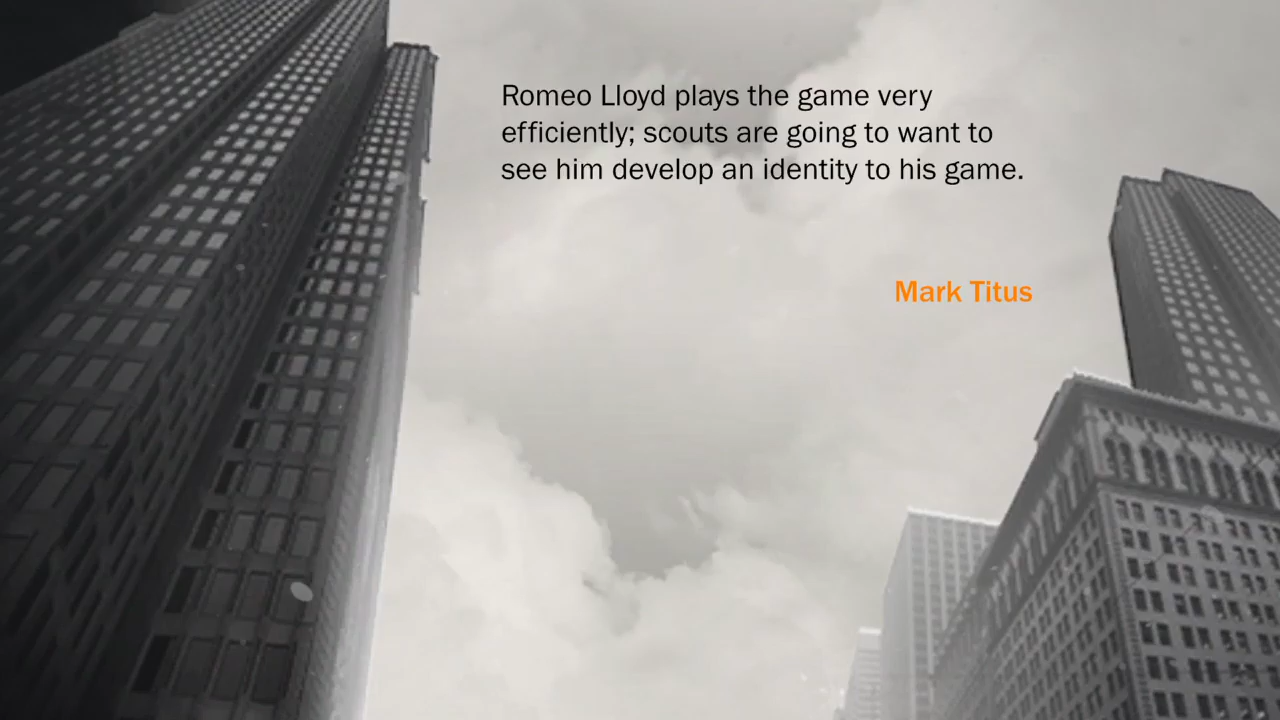 Romeo Lloyd plays the game very
efficiently; scouts are going to want to
see him develop an identity to his game.
Mark Titus